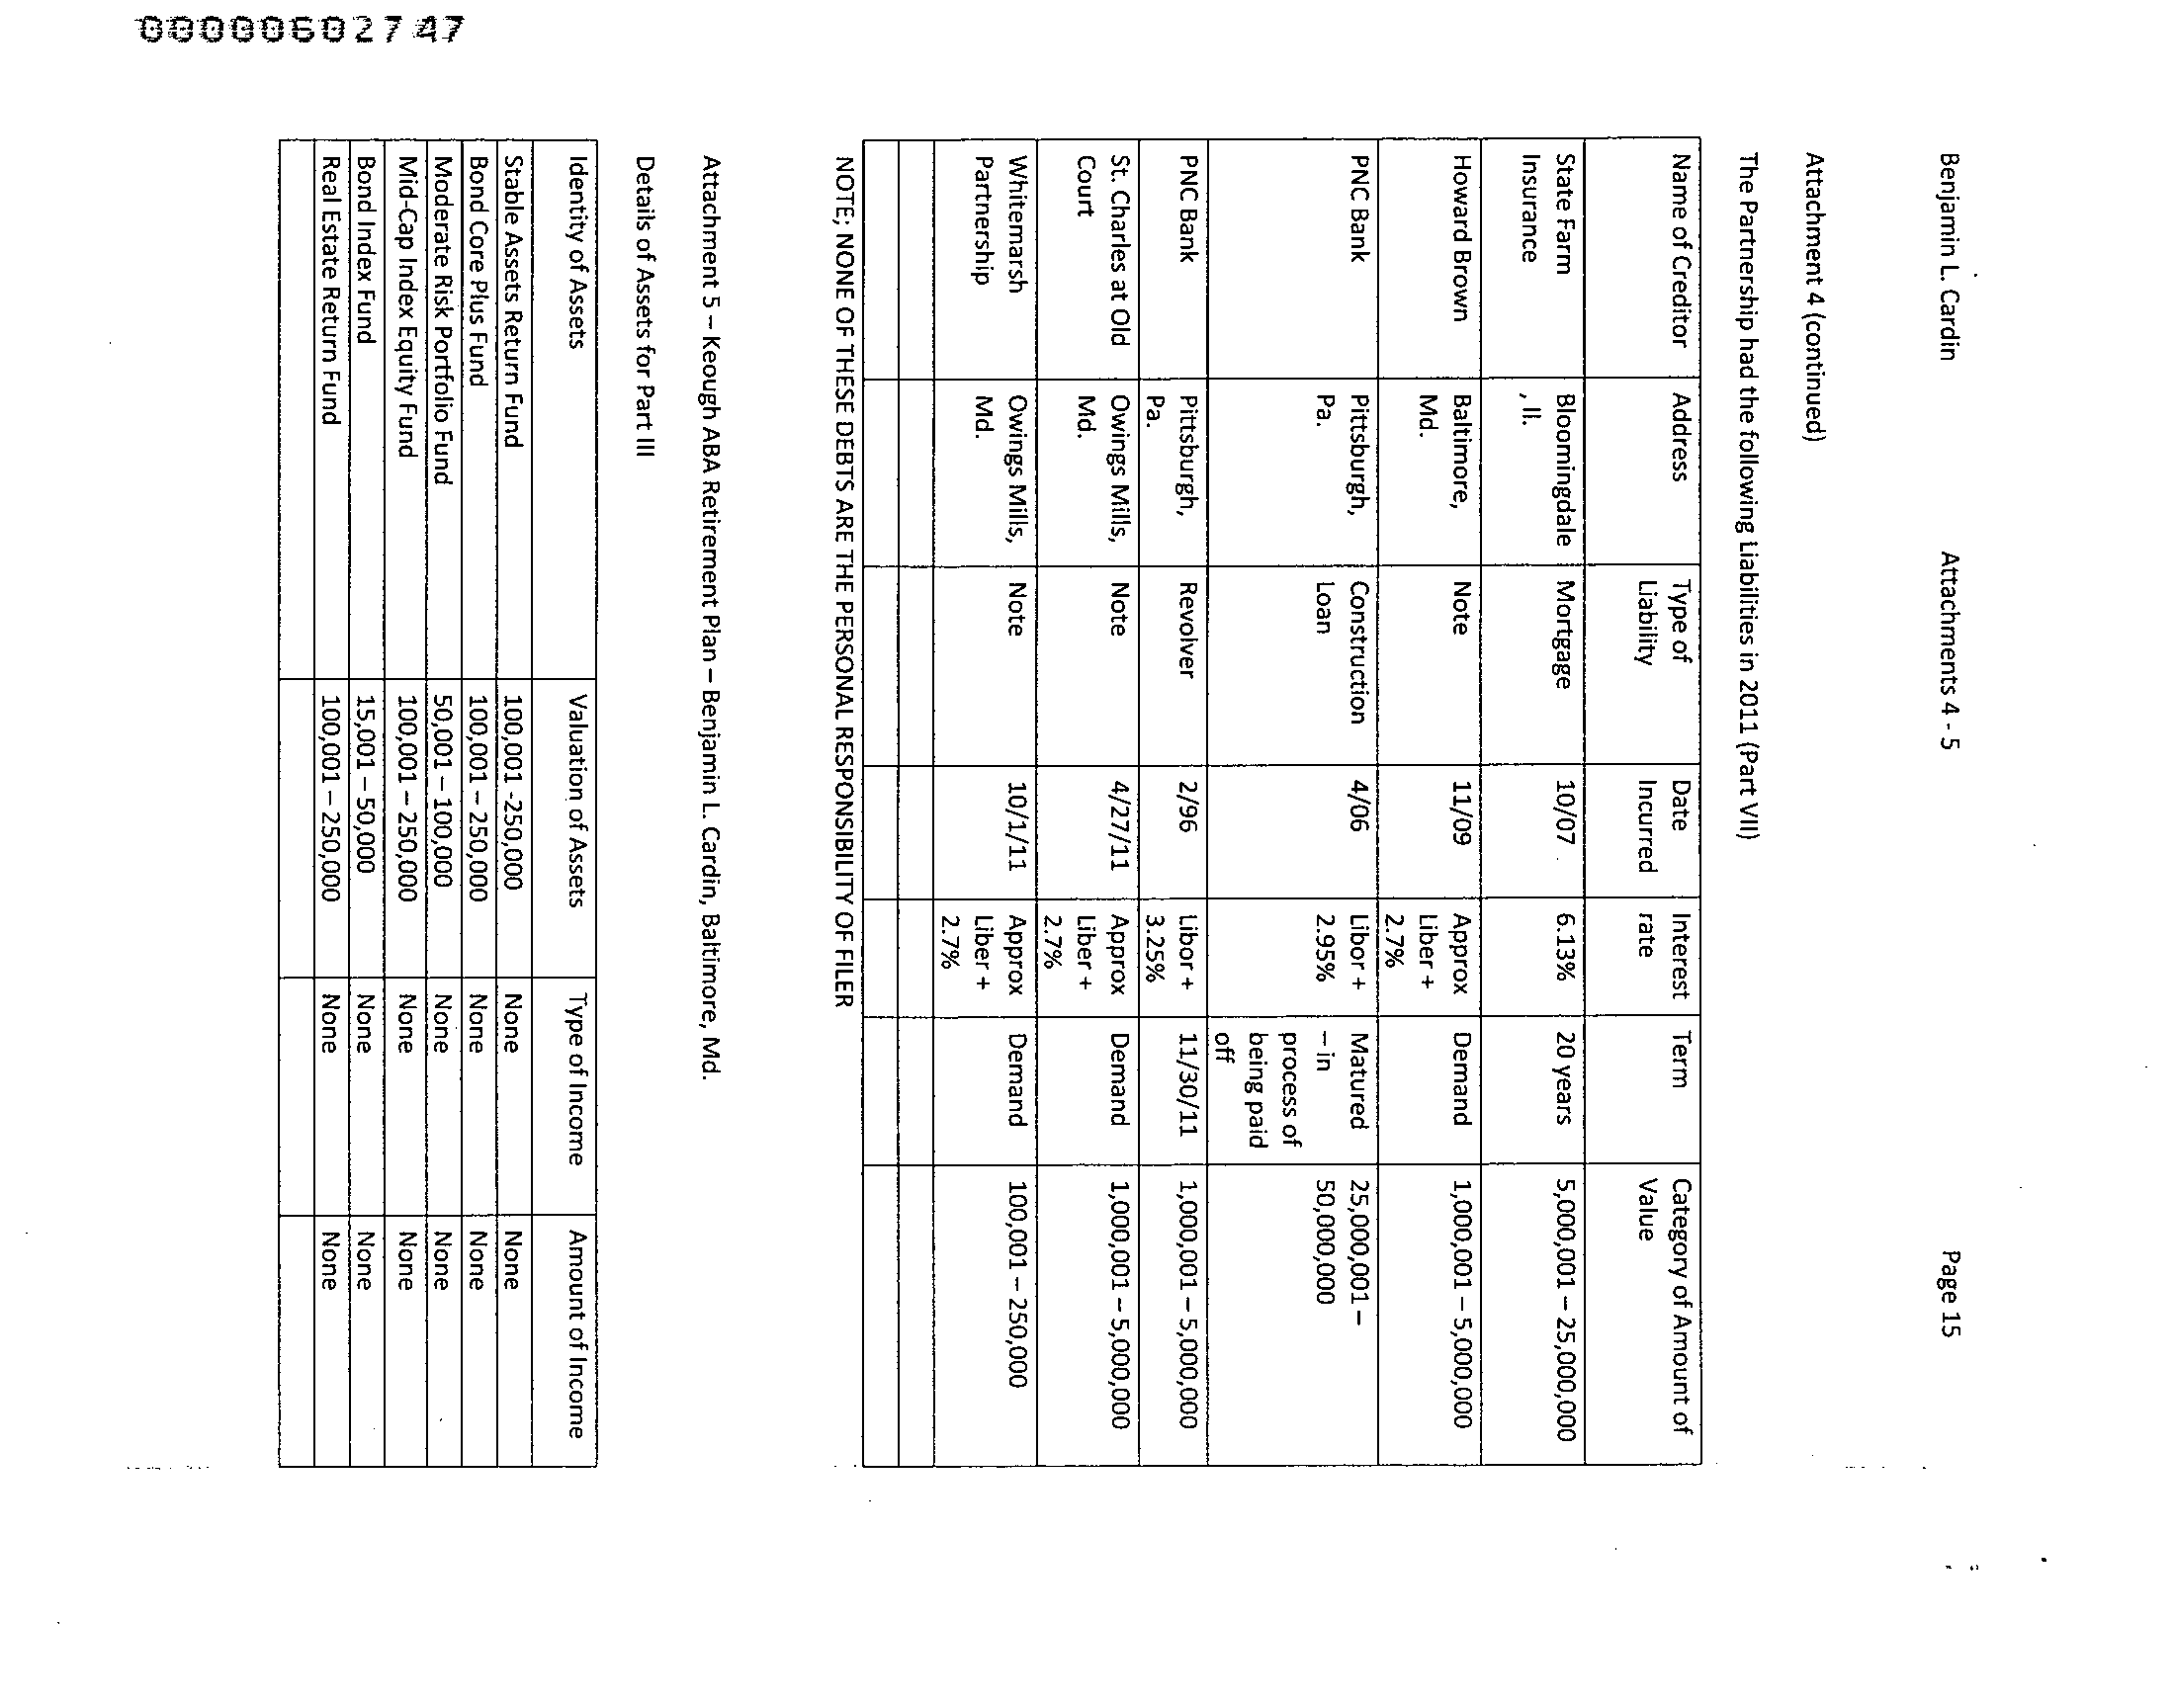 Benjamin L. Cardin Attachments 4 - 5 Page 15
Attachment 4 (continued)
The Partnership had the following Liabilities in 2011 (Part VII)
Name of Creditor Address Type of Liability Date Incurred Interest rate Term Category of Amount of Value
State Farm Insurance Bloomingdale , Il. Mortgage 10/07 6.13% 20 years 5,000,001 – 25,000,000
Howard Brown Baltimore, Md. Note 11/09 Approx Liber + 2.7% Demand 1,000,001 – 5,000,000
PNC Bank Pittsburgh, Pa. Construction Loan 4/06 Libor + 2.95% Matured – in process of being paid off 25,000,001 – 50,000,000
PNC Bank Pittsburgh, Pa. Revolver 2/96 Libor + 3.25% 11/30/11 1,000,001 – 5,000,000
St. Charles at Old Court Owings Mills, Md. Note 4/27/11 Approx Liber + 2.7% Demand 1,000,001 – 5,000,000
Whitemarsh Partnership Owings Mills, Md. Note 10/1/11 Approx Liber + 2.7% Demand 100,001 – 250,000
NOTE; NONE OF THESE DEBTS ARE THE PERSONAL RESPONSIBILITY OF FILER
Attachment 5 – Keough ABA Retirement Plan – Benjamin L. Cardin, Baltimore, Md.
Details of Assets for Part III
Identity of Assets Valuation of Assets Type of Income Amount of Income
Stable Assets Return Fund 100,001 -250,000 None None
Bond Core Plus Fund 100,001 – 250,000 None None
Moderate Risk Portfolio Fund 50,001 – 100,000 None None
Mid-Cap Index Equity Fund 100,001 – 250,000 None None
Bond Index Fund 15,001 – 50,000 None None
Real Estate Return Fund 100,001 – 250,000 None None
00000602747